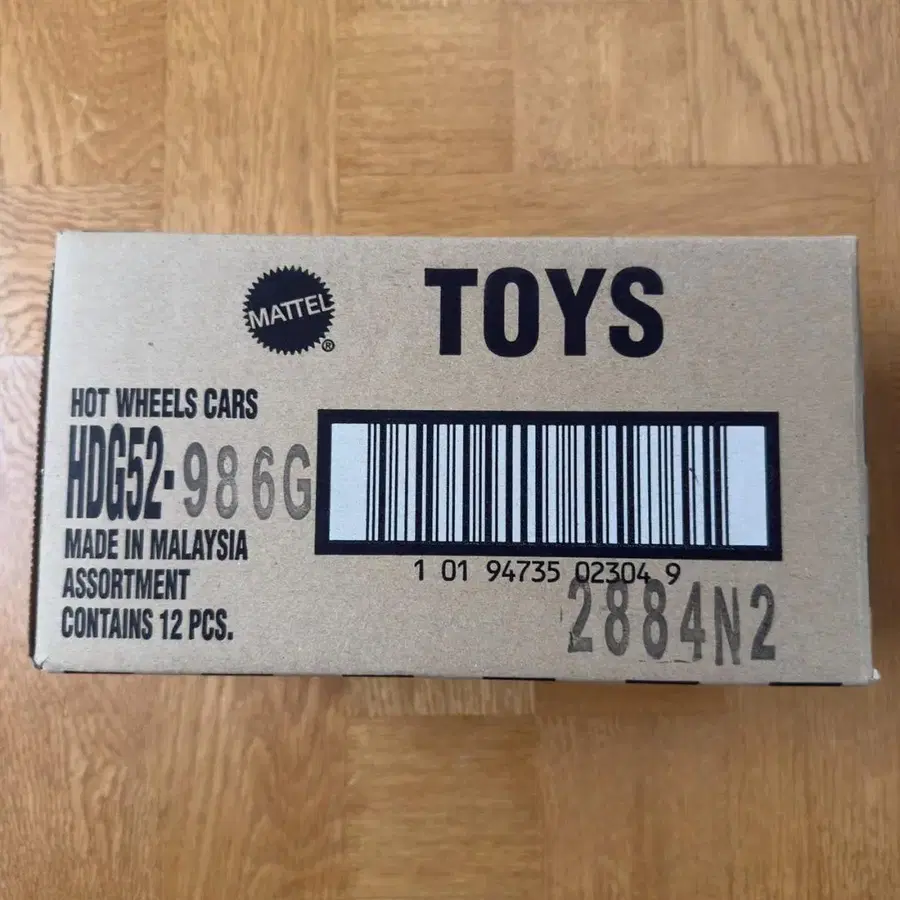 MATTEL®
TOYS
HOT WHEELS CARS
HDG52-986G
MADE IN MALAYSIA
ASSORTMENT
CONTAINS 12 PCS.
1 01 94735 02304 9
2884N2